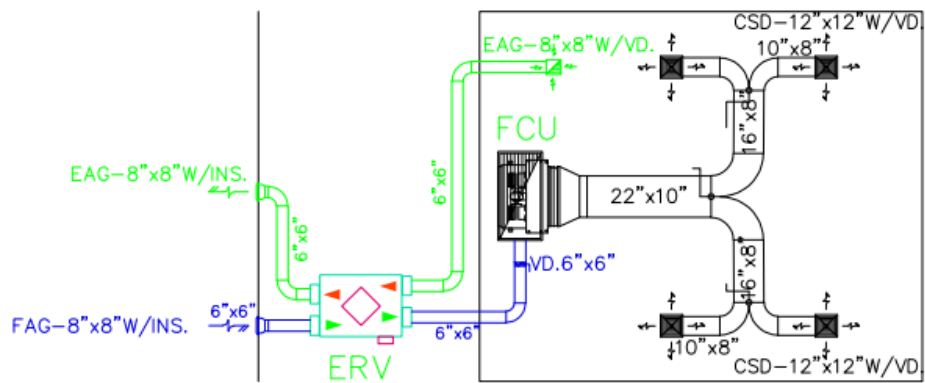 CSD-12"x12"W/VD.
EAG-8"x8"W/VD.
10"x8"
16"x8"
FCU
EAG-8"x8"W/INS.
6"x6"
22"x10"
6"x6"
VD.6"x6"
16"x8
6"x6"
FAG-8"x8"W/INS.
6"x6"
10"x8"
ERV
CSD-12"x12"W/VD.